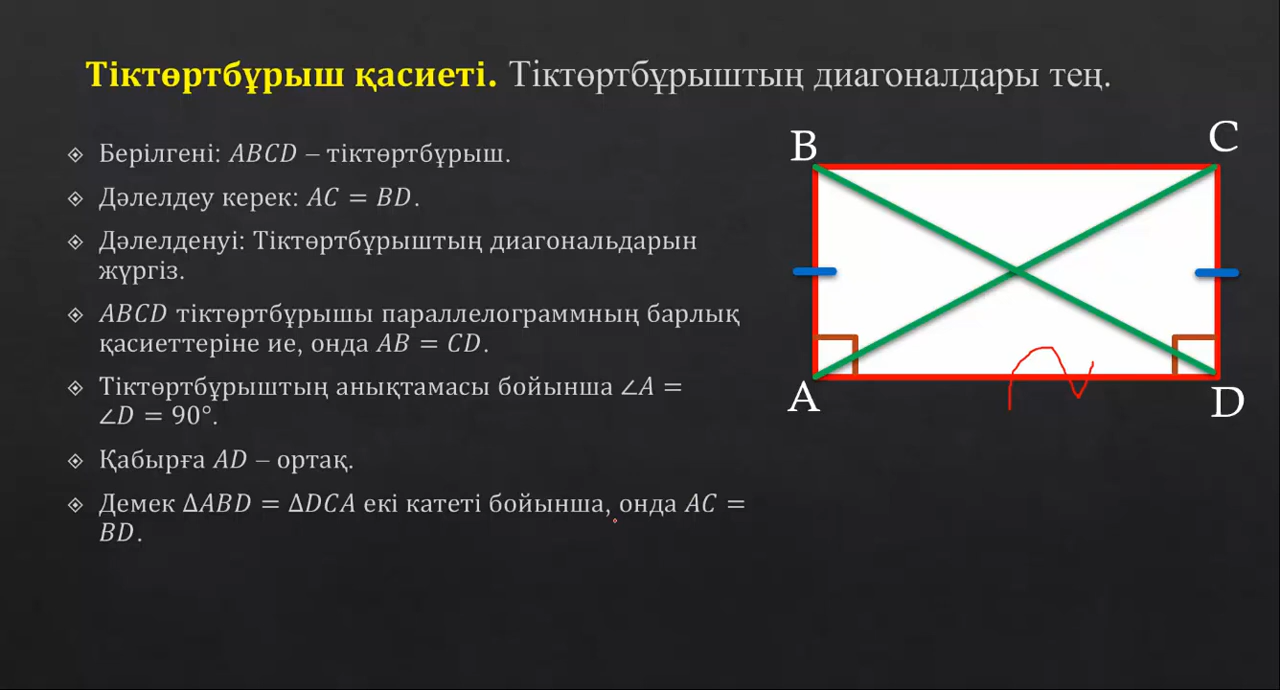 Тіктөртбұрыш қасиеті. Тіктөртбұрыштың диагоналдары тең.
Берілгені: ABCD – тіктөртбұрыш.
Дәлелдеу керек: AC = BD.
Дәлелденуі: Тіктөртбұрыштың диагональдарын
жүргіз.
ABCD тіктөртбұрышы параллелограммның барлық
қасиеттеріне ие, онда AB = CD.
Тіктөртбұрыштың анықтамасы бойынша ∠A =
∠D = 90°.
Қабырға AD – ортақ.
Демек ΔABD = ΔDCA екі катеті бойынша, онда AC =
BD.
B
C
A
D